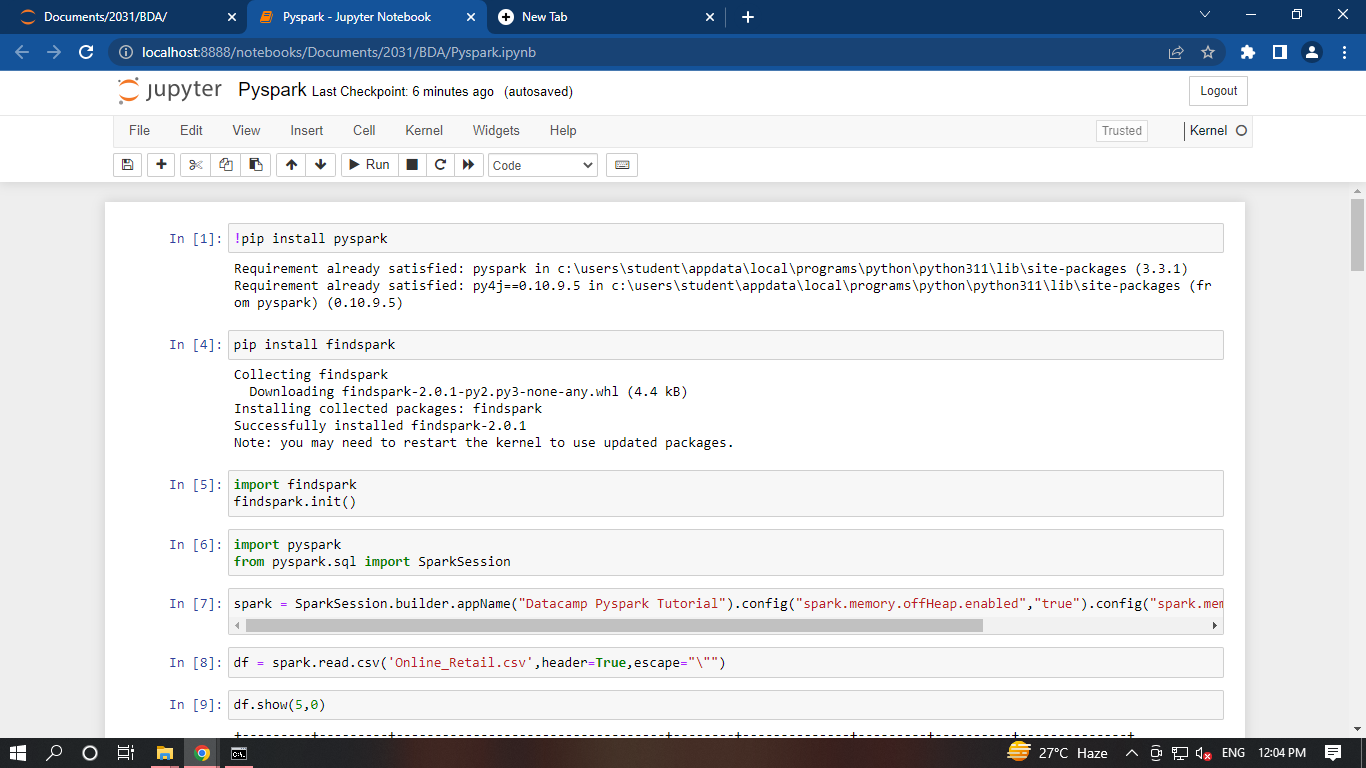 Documents/2031/BDA/
Pyspark - Jupyter Notebook
New Tab
localhost:8888/notebooks/Documents/2031/BDA/Pyspark.ipynb
jupyter Pyspark Last Checkpoint: 6 minutes ago (autosaved)
Logout
File Edit View Insert Cell Kernel Widgets Help
Trusted
Kernel
Run
Code
In [1]: !pip install pyspark
Requirement already satisfied: pyspark in c:\users\student\appdata\local\programs\python\python311\lib\site-packages (3.3.1)
Requirement already satisfied: py4j==0.10.9.5 in c:\users\student\appdata\local\programs\python\python311\lib\site-packages (fr
om pyspark) (0.10.9.5)
In [4]: pip install findspark
Collecting findspark
Downloading findspark-2.0.1-py2.py3-none-any.whl (4.4 kB)
Installing collected packages: findspark
Successfully installed findspark-2.0.1
Note: you may need to restart the kernel to use updated packages.
In [5]: import findspark
findspark.init()
In [6]: import pyspark
from pyspark.sql import SparkSession
In [7]: spark = SparkSession.builder.appName("Datacamp Pyspark Tutorial").config("spark.memory.offHeap.enabled","true").config("spark.mem
In [8]: df = spark.read.csv('Online_Retail.csv',header=True,escape="\"")
In [9]: df.show(5,0)
27°C Haze
ENG
12:04 PM